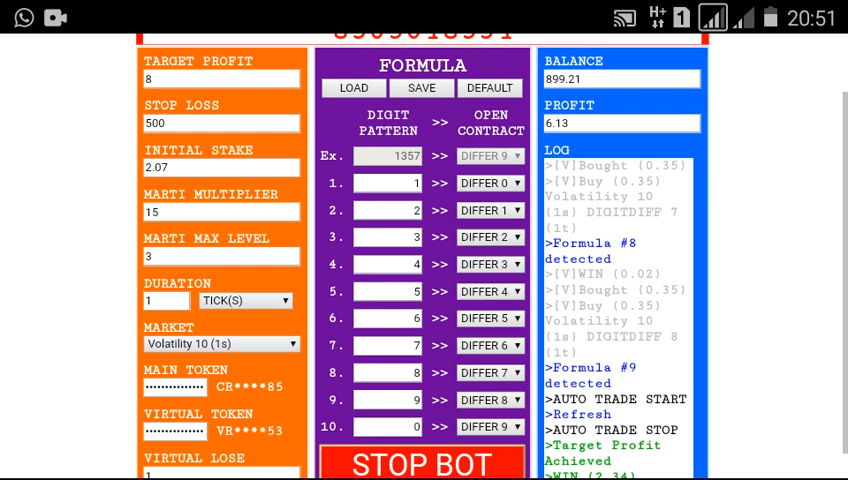 H+
1
20:51
8909018991
TARGET PROFIT
8
STOP LOSS
500
INITIAL STAKE
2.07
MARTI MULTIPLIER
15
MARTI MAX LEVEL
3
DURATION
1 TICK(S)
MARKET
Volatility 10 (1s)
MAIN TOKEN
•••••••••••••• CR****85
VIRTUAL TOKEN
•••••••••••••• VR****53
VIRTUAL LOSE
1
FORMULA
LOAD SAVE DEFAULT
DIGIT PATTERN >> OPEN CONTRACT
Ex. 1357 >> DIFFER 9
1. 1 >> DIFFER 0
2. 2 >> DIFFER 1
3. 3 >> DIFFER 2
4. 4 >> DIFFER 3
5. 5 >> DIFFER 4
6. 6 >> DIFFER 5
7. 7 >> DIFFER 6
8. 8 >> DIFFER 7
9. 9 >> DIFFER 8
10. 0 >> DIFFER 9
STOP BOT
BALANCE
899.21
PROFIT
6.13
LOG
>[V]Bought (0.35)
>[V]Buy (0.35)
Volatility 10
(1s) DIGITDIFF 7
(1t)
>Formula #8
detected
>[V]WIN (0.02)
>[V]Bought (0.35)
>[V]Buy (0.35)
Volatility 10
(1s) DIGITDIFF 8
(1t)
>Formula #9
detected
>AUTO TRADE START
>Refresh
>AUTO TRADE STOP
>Target Profit
Achieved
>WIN (2.34)